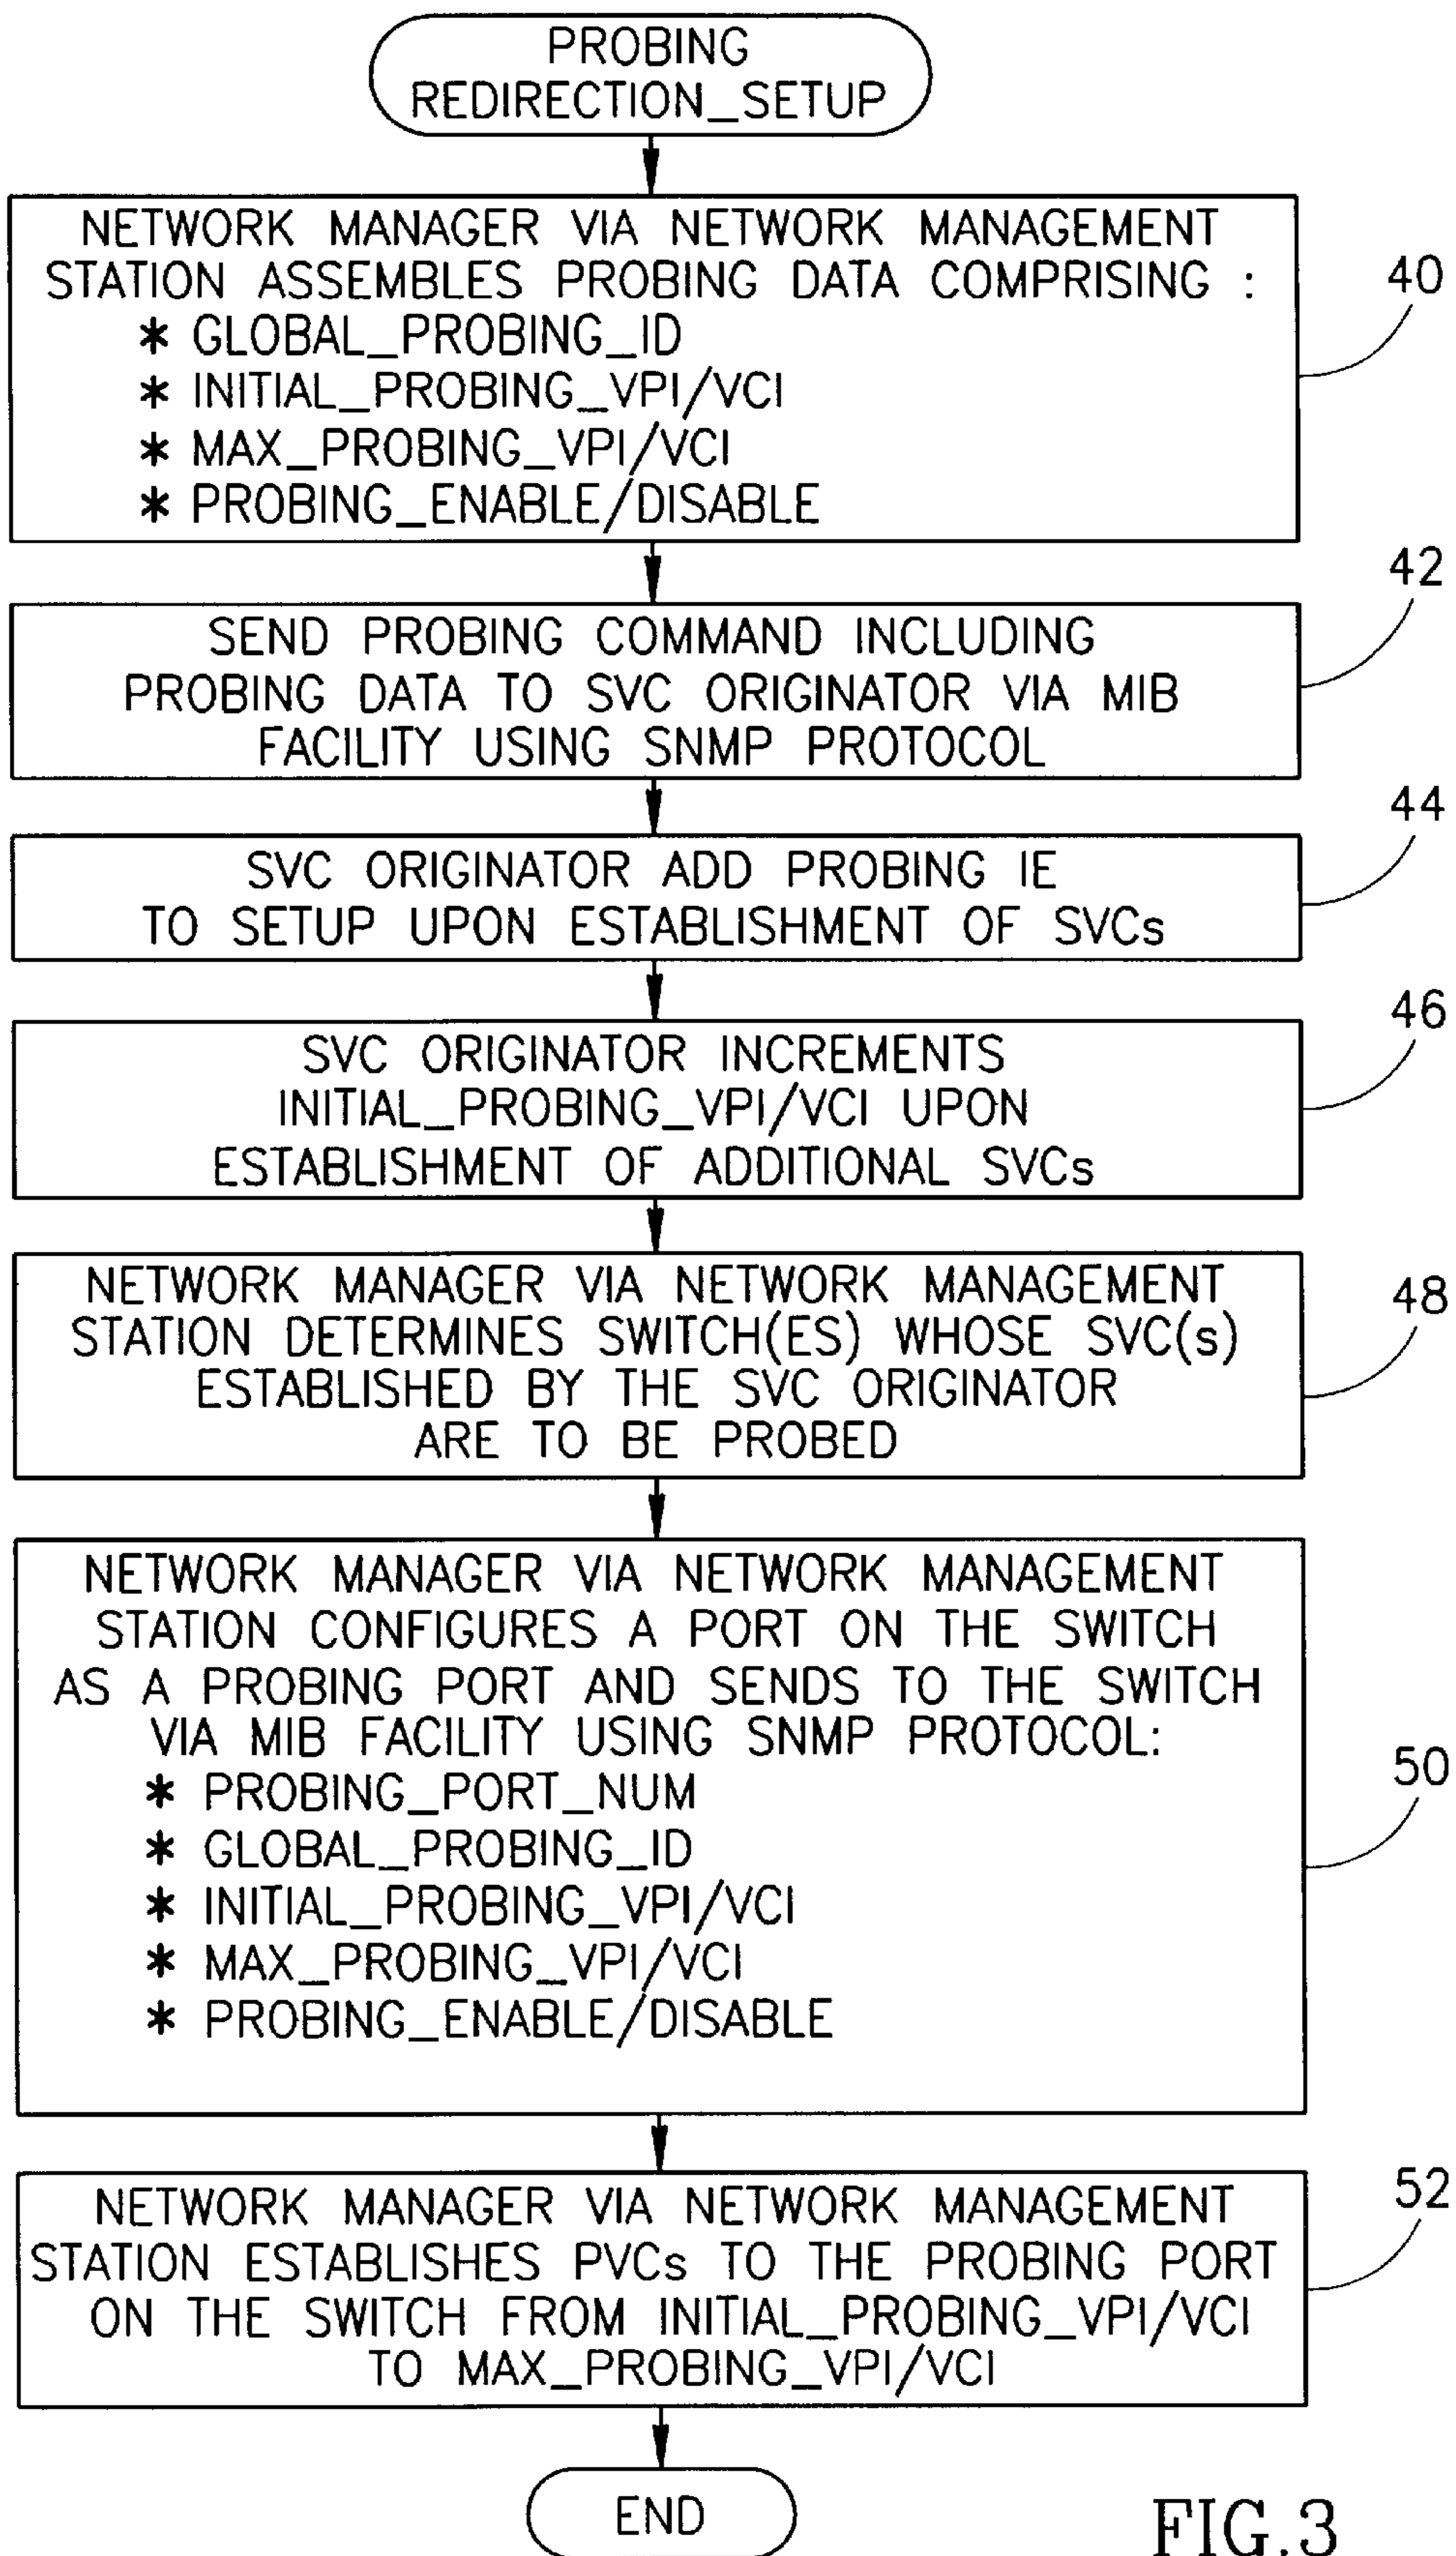 PROBING
REDIRECTION_SETUP
NETWORK MANAGER VIA NETWORK MANAGEMENT
STATION ASSEMBLES PROBING DATA COMPRISING :
* GLOBAL_PROBING_ID
* INITIAL_PROBING_VPI/VCI
* MAX_PROBING_VPI/VCI
* PROBING_ENABLE/DISABLE
40
SEND PROBING COMMAND INCLUDING
PROBING DATA TO SVC ORIGINATOR VIA MIB
FACILITY USING SNMP PROTOCOL
42
SVC ORIGINATOR ADD PROBING IE
TO SETUP UPON ESTABLISHMENT OF SVCs
44
SVC ORIGINATOR INCREMENTS
INITIAL_PROBING_VPI/VCI UPON
ESTABLISHMENT OF ADDITIONAL SVCs
46
NETWORK MANAGER VIA NETWORK MANAGEMENT
STATION DETERMINES SWITCH(ES) WHOSE SVC(s)
ESTABLISHED BY THE SVC ORIGINATOR
ARE TO BE PROBED
48
NETWORK MANAGER VIA NETWORK MANAGEMENT
STATION CONFIGURES A PORT ON THE SWITCH
AS A PROBING PORT AND SENDS TO THE SWITCH
VIA MIB FACILITY USING SNMP PROTOCOL:
* PROBING_PORT_NUM
* GLOBAL_PROBING_ID
* INITIAL_PROBING_VPI/VCI
* MAX_PROBING_VPI/VCI
* PROBING_ENABLE/DISABLE
50
NETWORK MANAGER VIA NETWORK MANAGEMENT
STATION ESTABLISHES PVCs TO THE PROBING PORT
ON THE SWITCH FROM INITIAL_PROBING_VPI/VCI
TO MAX_PROBING_VPI/VCI
52
END
FIG.3